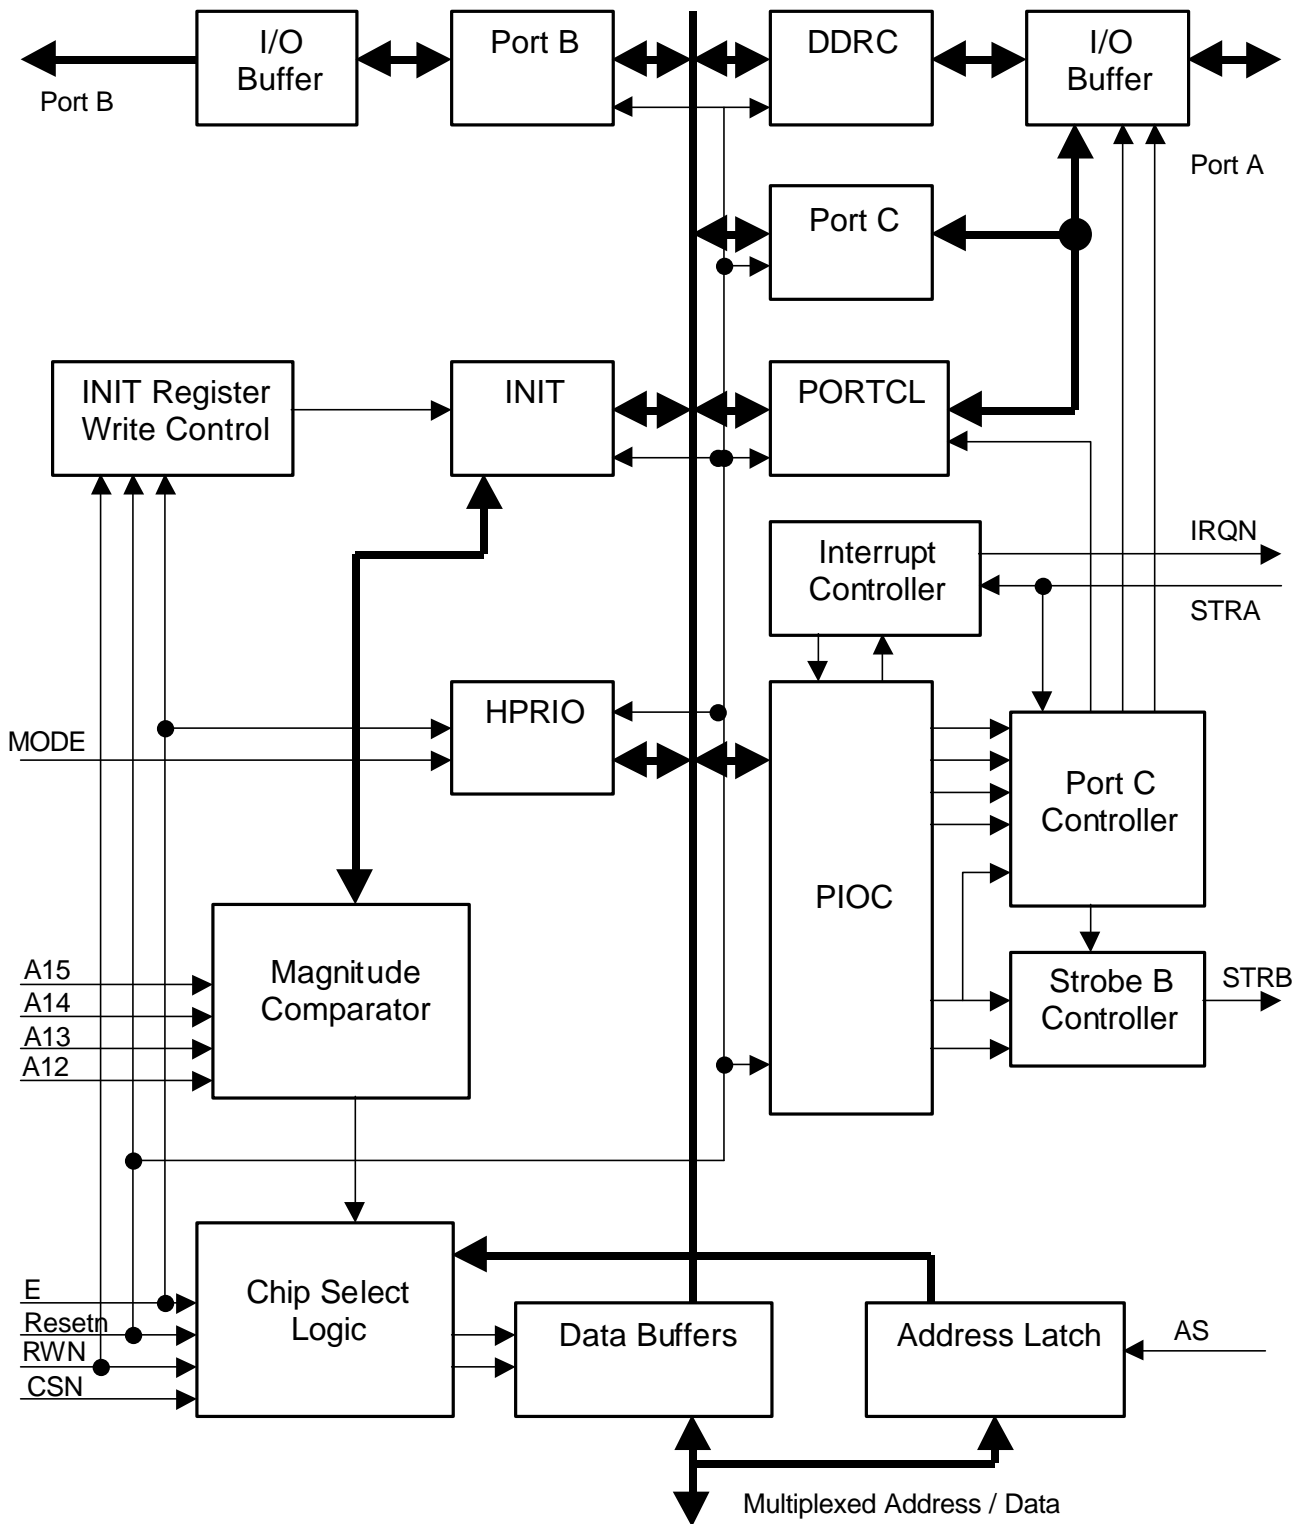 I/O
Buffer
Port B
DDRC
I/O
Buffer
Port B
Port A
Port C
INIT Register
Write Control
INIT
PORTCL
Interrupt
Controller
IRQN
STRA
HPRIO
MODE
Port C
Controller
PIOC
A15
A14
A13
A12
Magnitude
Comparator
Strobe B
Controller
STRB
E
Resetn
RWN
CSN
Chip Select
Logic
Data Buffers
Address Latch
AS
Multiplexed Address / Data